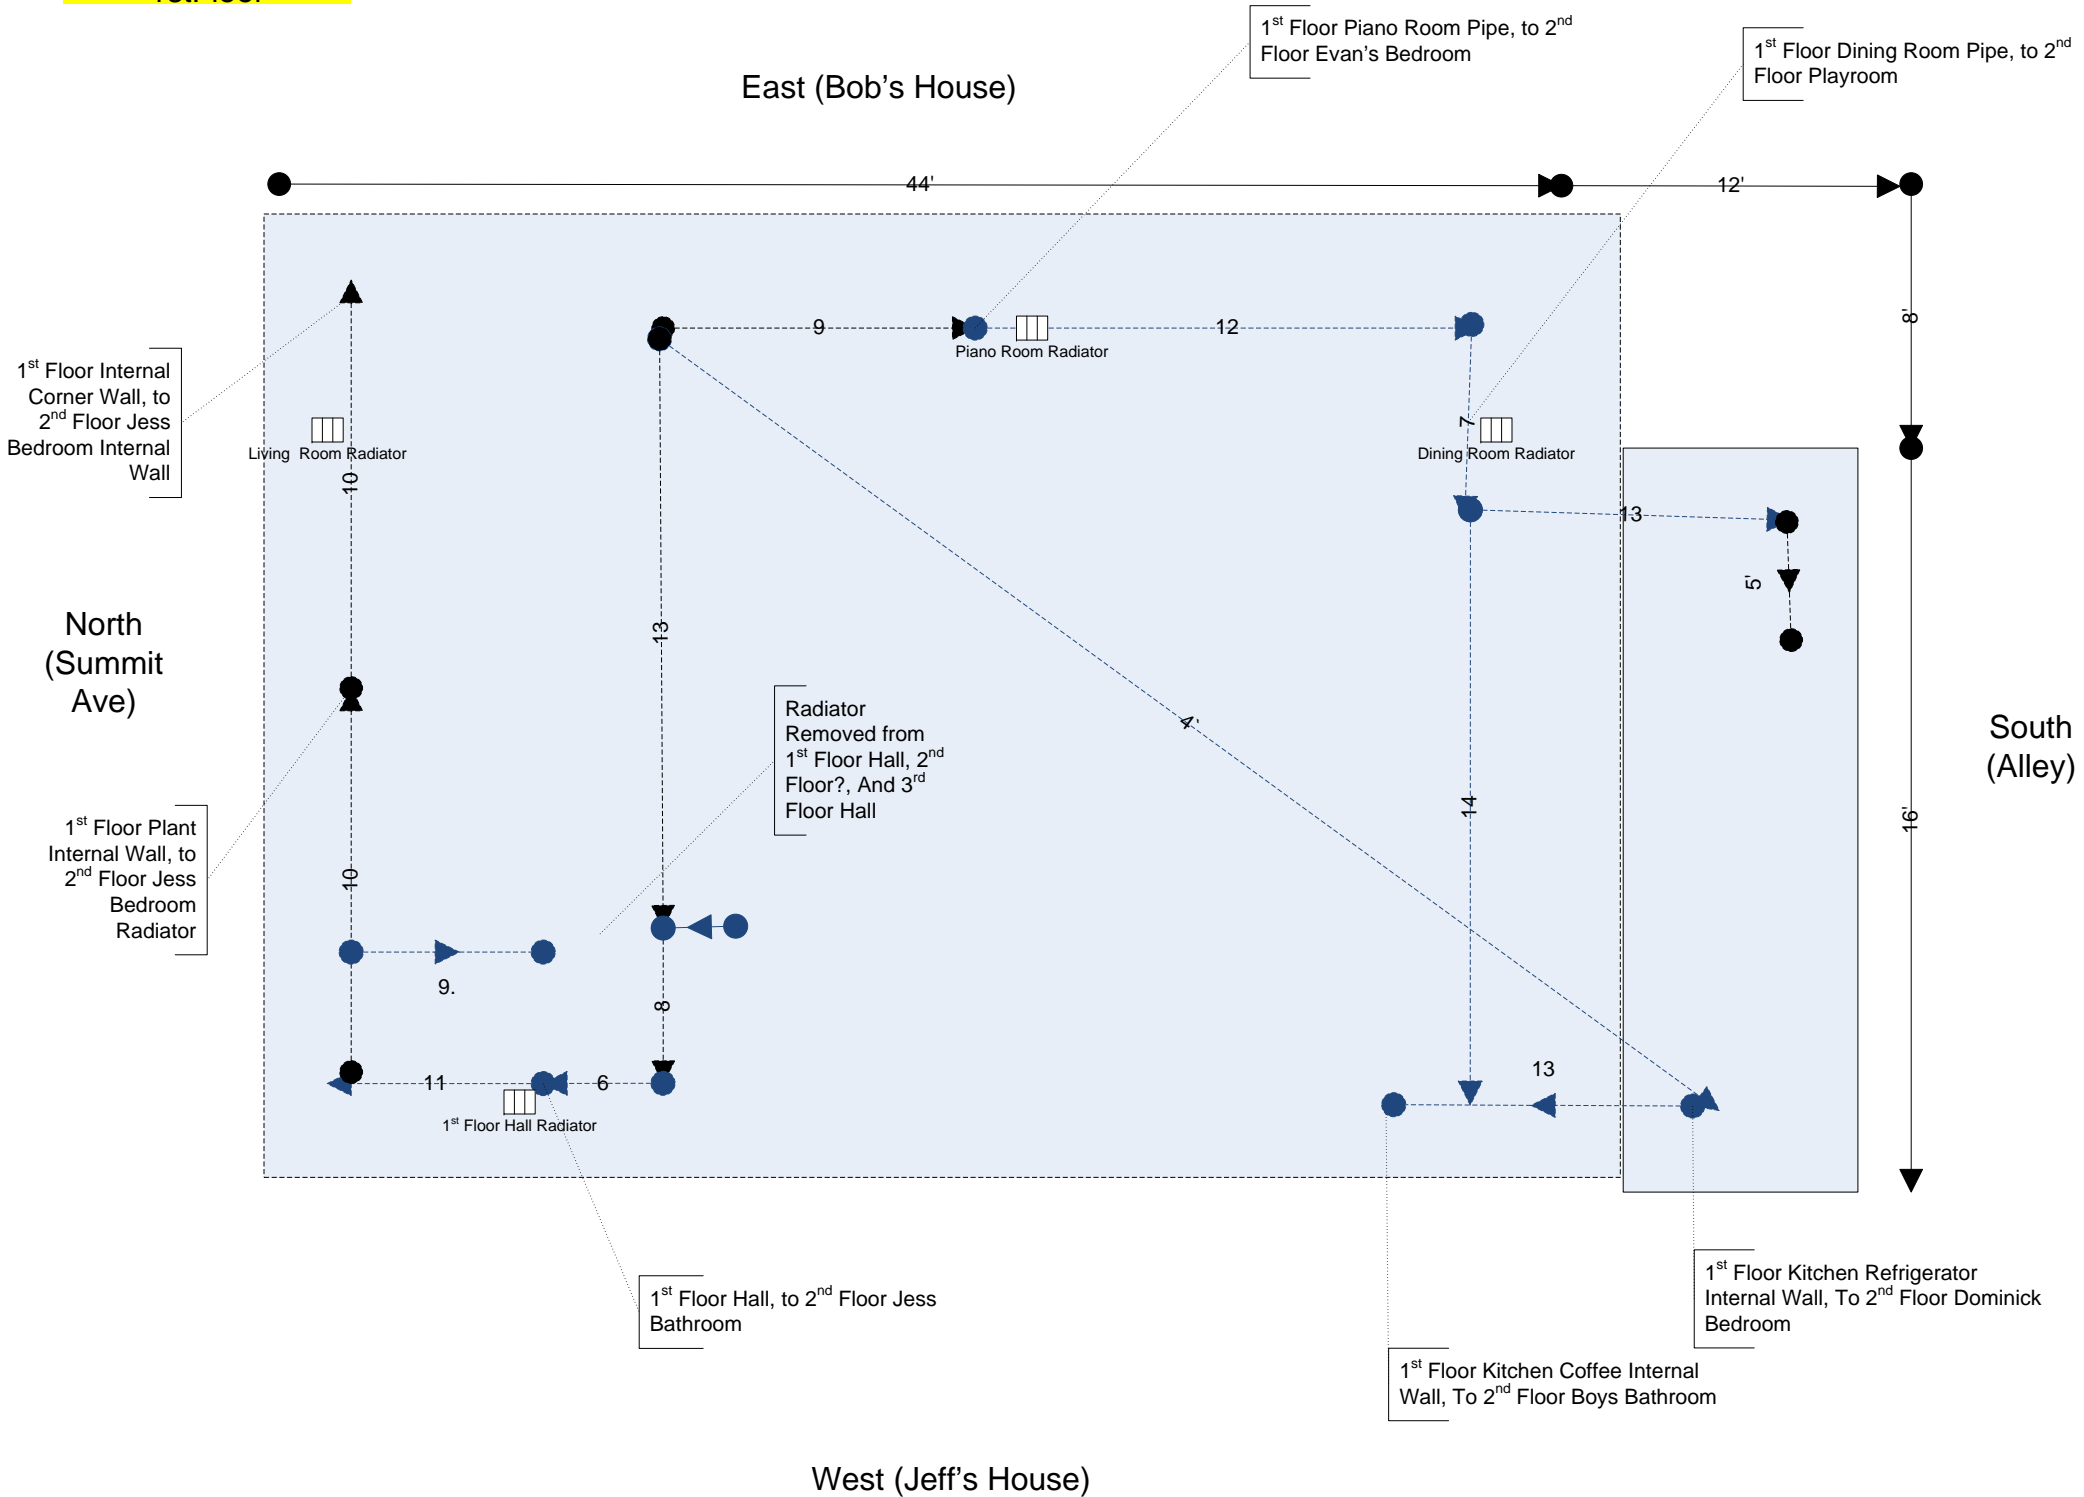 1st Floor
1st Floor Piano Room Pipe, to 2nd
Floor Evan's Bedroom
1st Floor Dining Room Pipe, to 2nd
Floor Playroom
East (Bob's House)
44'
12'
8'
9
12
Piano Room Radiator
1st Floor Internal
Corner Wall, to
2nd Floor Jess
Bedroom Internal
Wall
Living Room Radiator
10
7
Dining Room Radiator
13
5'
13
North
(Summit
Ave)
Radiator
Removed from
1st Floor Hall, 2nd
Floor?, And 3rd
Floor Hall
4'
South
(Alley)
14
16'
1st Floor Plant
Internal Wall, to
2nd Floor Jess
Bedroom
Radiator
10
9.
8
11
6
1st Floor Hall Radiator
13
1st Floor Hall, to 2nd Floor Jess
Bathroom
1st Floor Kitchen Refrigerator
Internal Wall, To 2nd Floor Dominick
Bedroom
1st Floor Kitchen Coffee Internal
Wall, To 2nd Floor Boys Bathroom
West (Jeff's House)